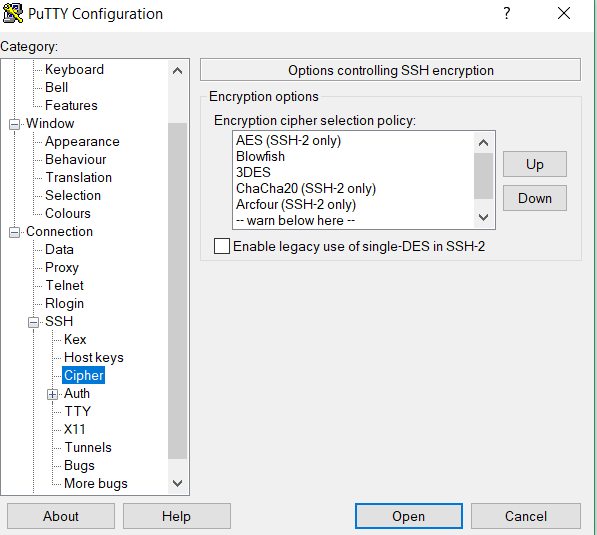 PuTTY Configuration
?
Category:
Keyboard
Bell
Features
Window
Appearance
Behaviour
Translation
Selection
Colours
Connection
Data
Proxy
Telnet
Rlogin
SSH
Kex
Host keys
Cipher
Auth
TTY
X11
Tunnels
Bugs
More bugs
Options controlling SSH encryption
Encryption options
Encryption cipher selection policy:
AES (SSH-2 only)
Blowfish
3DES
ChaCha20 (SSH-2 only)
Arcfour (SSH-2 only)
-- warn below here --
Up
Down
Enable legacy use of single-DES in SSH-2
About
Help
Open
Cancel